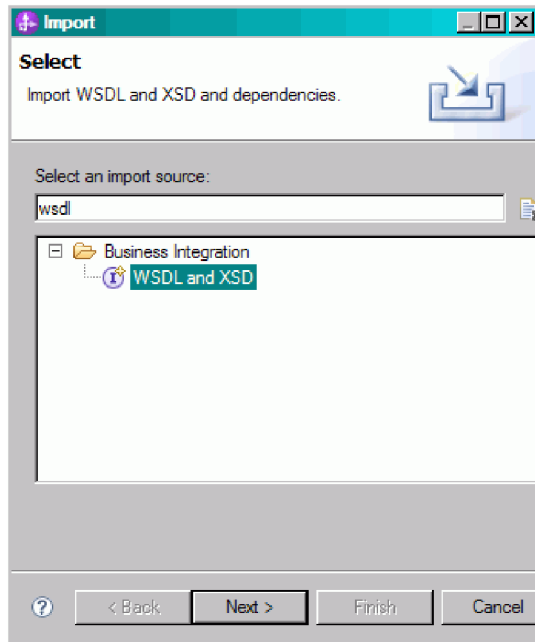 Import
Select
Import WSDL and XSD and dependencies.
Select an import source:
wsdl
Business Integration
WSDL and XSD
< Back Next > Finish Cancel